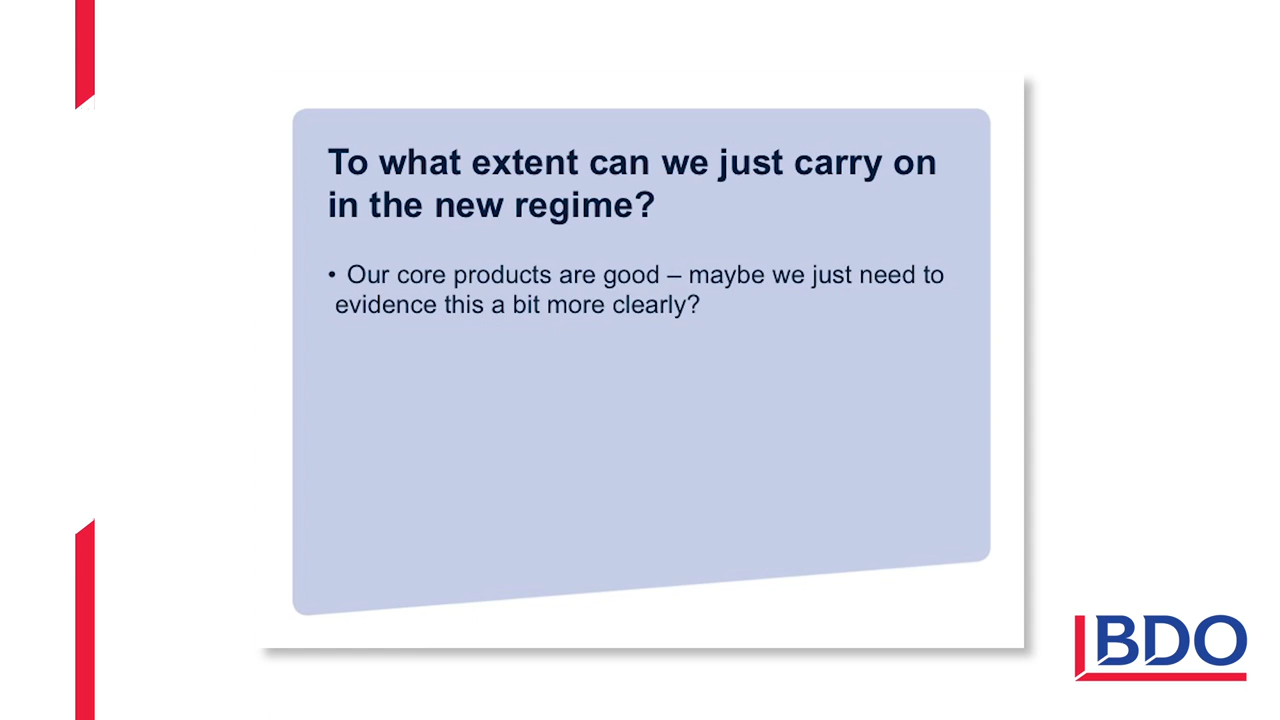 To what extent can we just carry on
in the new regime?
• Our core products are good – maybe we just need to
evidence this a bit more clearly?
BDO